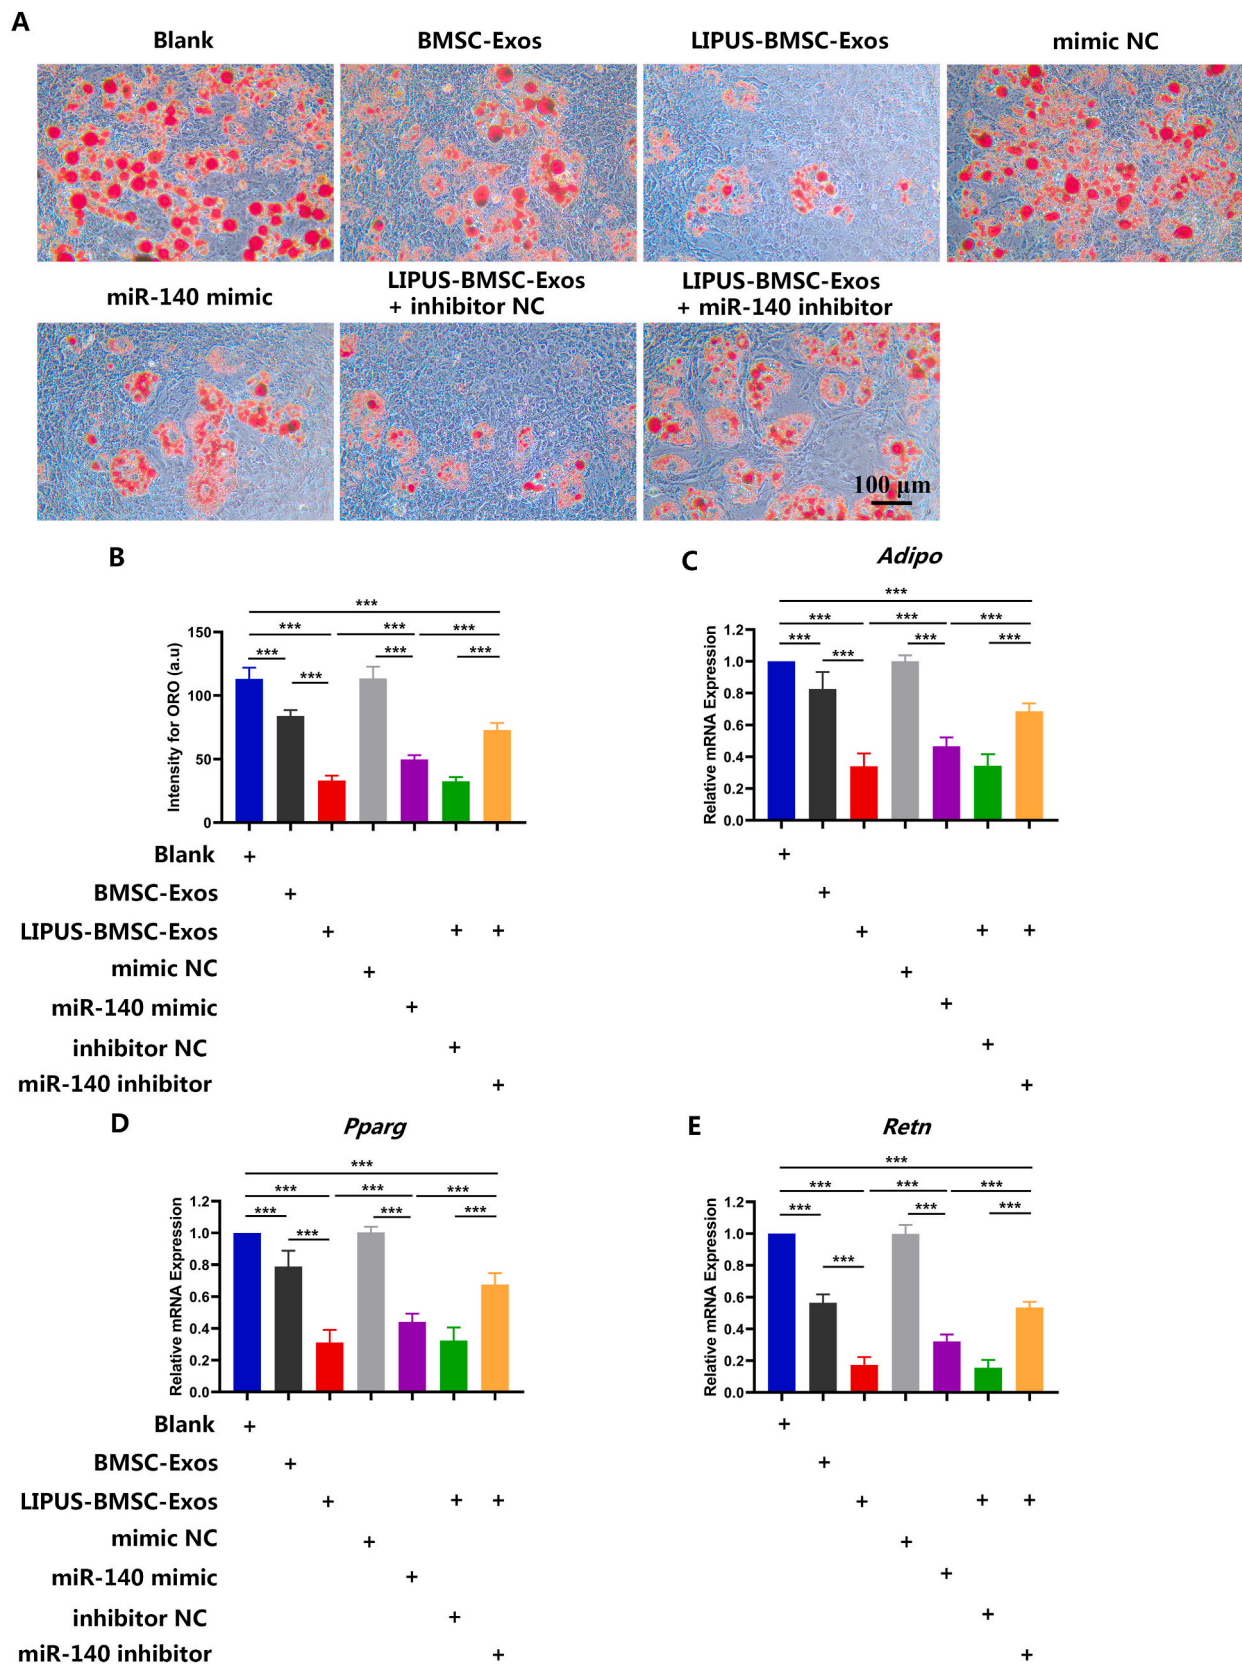 A
Blank
BMSC-Exos
LIPUS-BMSC-Exos
mimic NC
miR-140 mimic
LIPUS-BMSC-Exos
+ inhibitor NC
LIPUS-BMSC-Exos
+ miR-140 inhibitor
100 μm
B
***
***
***
***
***
***
***
***
Intensity for ORO (a.u)
150
100
50
0
C
Adipo
***
***
***
***
***
***
***
***
Relative mRNA Expression
1.2
1.0
0.8
0.6
0.4
0.2
0.0
Blank + +
BMSC-Exos + +
LIPUS-BMSC-Exos + + + + + +
mimic NC + +
miR-140 mimic + +
inhibitor NC + +
miR-140 inhibitor + +
D
Pparg
***
***
***
***
***
***
***
***
Relative mRNA Expression
1.2
1.0
0.8
0.6
0.4
0.2
0.0
E
Retn
***
***
***
***
***
***
***
***
Relative mRNA Expression
1.2
1.0
0.8
0.6
0.4
0.2
0.0
Blank + +
BMSC-Exos + +
LIPUS-BMSC-Exos + + + + + +
mimic NC + +
miR-140 mimic + +
inhibitor NC + +
miR-140 inhibitor + +